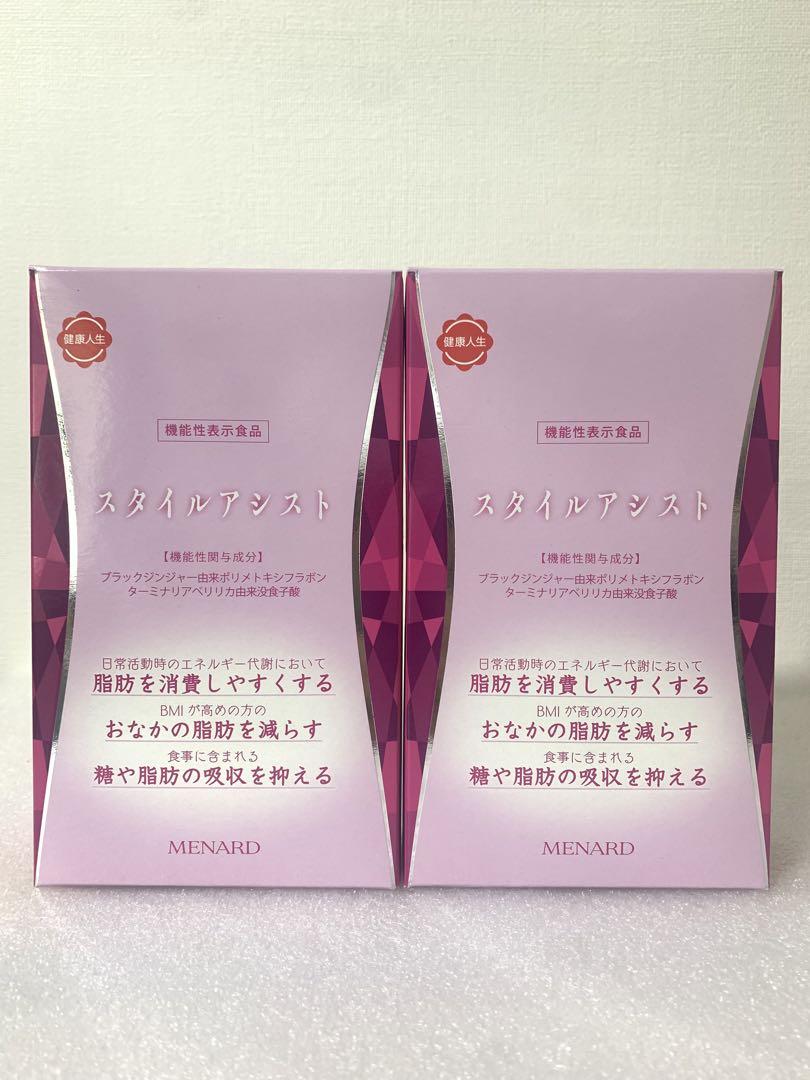 健康人生
機能性表示食品
スタイルアシスト
【機能性関与成分】
ブラックジンジャー由来ポリメトキシフラボン
ターミナリアベリリカ由来没食子酸
日常活動時のエネルギー代謝において
脂肪を消費しやすくする
BMIが高めの方の
おなかの脂肪を減らす
食事に含まれる
糖や脂肪の吸収を抑える
MENARD
健康人生
機能性表示食品
スタイルアシスト
【機能性関与成分】
ブラックジンジャー由来ポリメトキシフラボン
ターミナリアベリリカ由来没食子酸
日常活動時のエネルギー代謝において
脂肪を消費しやすくする
BMIが高めの方の
おなかの脂肪を減らす
食事に含まれる
糖や脂肪の吸収を抑える
MENARD